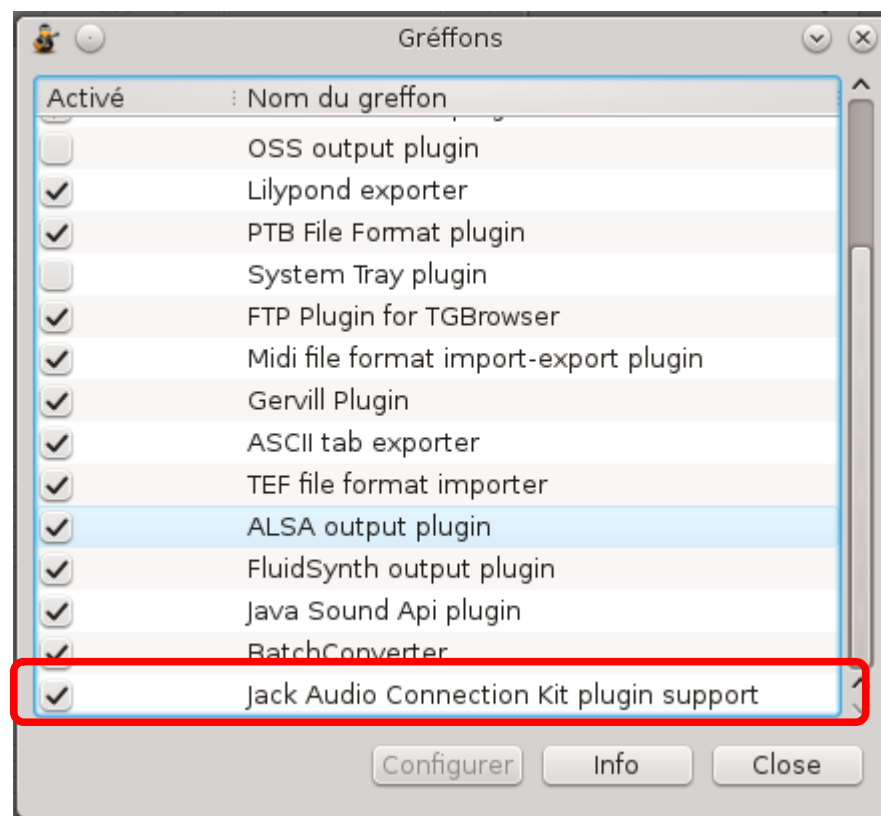 Gréffons
Activé Nom du greffon
OSS output plugin
Lilypond exporter
PTB File Format plugin
System Tray plugin
FTP Plugin for TGBrowser
Midi file format import-export plugin
Gervill Plugin
ASCII tab exporter
TEF file format importer
ALSA output plugin
FluidSynth output plugin
Java Sound Api plugin
BatchConverter
Jack Audio Connection Kit plugin support
Configurer Info Close